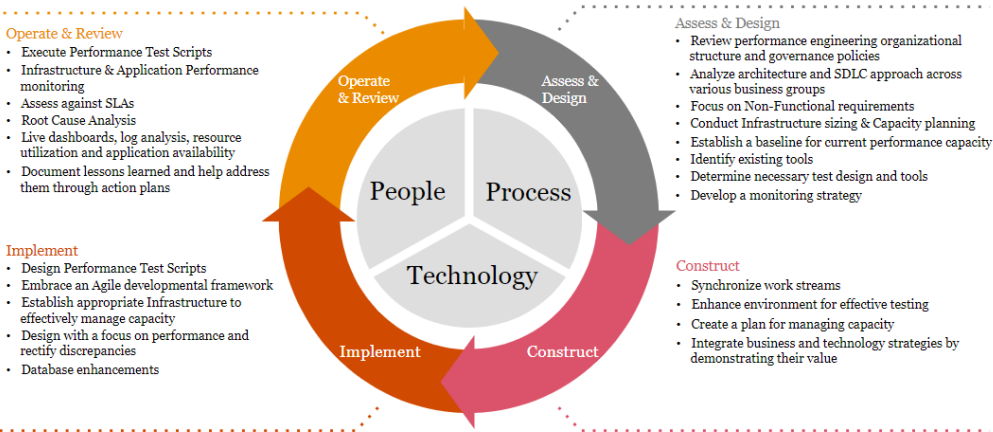 Operate & Review
• Execute Performance Test Scripts
• Infrastructure & Application Performance
monitoring
• Assess against SLAs
• Root Cause Analysis
• Live dashboards, log analysis, resource
utilization and application availability
• Document lessons learned and help address
them through action plans
Assess & Design
• Review performance engineering organizational
structure and governance policies
• Analyze architecture and SDLC approach across
various business groups
• Focus on Non-Functional requirements
• Conduct Infrastructure sizing & Capacity planning
• Establish a baseline for current performance capacity
• Identify existing tools
• Determine necessary test design and tools
• Develop a monitoring strategy
Operate
& Review
Assess &
Design
People
Process
Technology
Implement
Construct
Implement
• Design Performance Test Scripts
• Embrace an Agile developmental framework
• Establish appropriate Infrastructure to
effectively manage capacity
• Design with a focus on performance and
rectify discrepancies
• Database enhancements
Construct
• Synchronize work streams
• Enhance environment for effective testing
• Create a plan for managing capacity
• Integrate business and technology strategies by
demonstrating their value